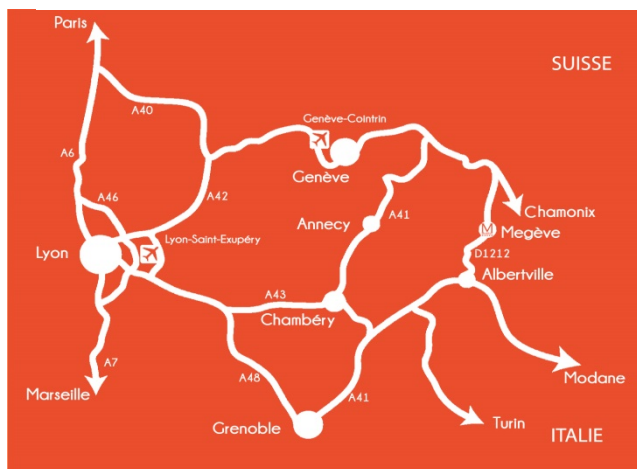 Paris
SUISSE
A40
Genève-Cointrin
A6
Genève
A46
A42
Annecy
A41
Chamonix
M
Megève
Lyon
Lyon-Saint-Exupéry
D1212
Albertville
A43
Chambéry
A7
A48
A41
Modane
Marseille
Grenoble
Turin
ITALIE